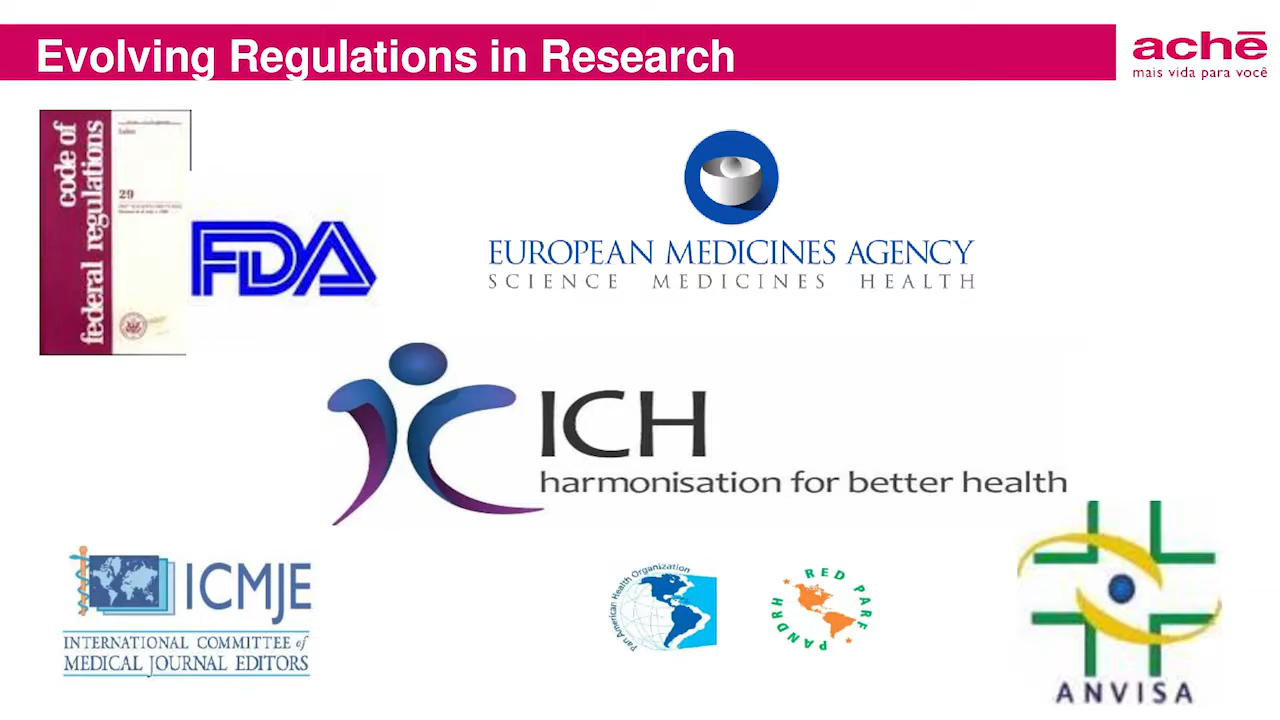 Evolving Regulations in Research
achē
mais vida para você
code of
federal regulations
29
FDA
EUROPEAN MEDICINES AGENCY
SCIENCE MEDICINES HEALTH
ICH
harmonisation for better health
ICMJE
INTERNATIONAL COMMITTEE of
MEDICAL JOURNAL EDITORS
Pan American Health Organization
RED PARF
PANDRH
ANVISA